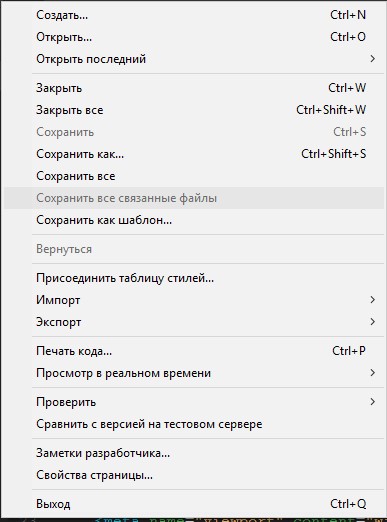 Создать... Ctrl+N
Открыть... Ctrl+O
Открыть последний
Закрыть Ctrl+W
Закрыть все Ctrl+Shift+W
Сохранить Ctrl+S
Сохранить как... Ctrl+Shift+S
Сохранить все
Сохранить все связанные файлы
Сохранить как шаблон...
Вернуться
Присоединить таблицу стилей...
Импорт
Экспорт
Печать кода... Ctrl+P
Просмотр в реальном времени
Проверить
Сравнить с версией на тестовом сервере
Заметки разработчика...
Свойства страницы...
Выход Ctrl+Q